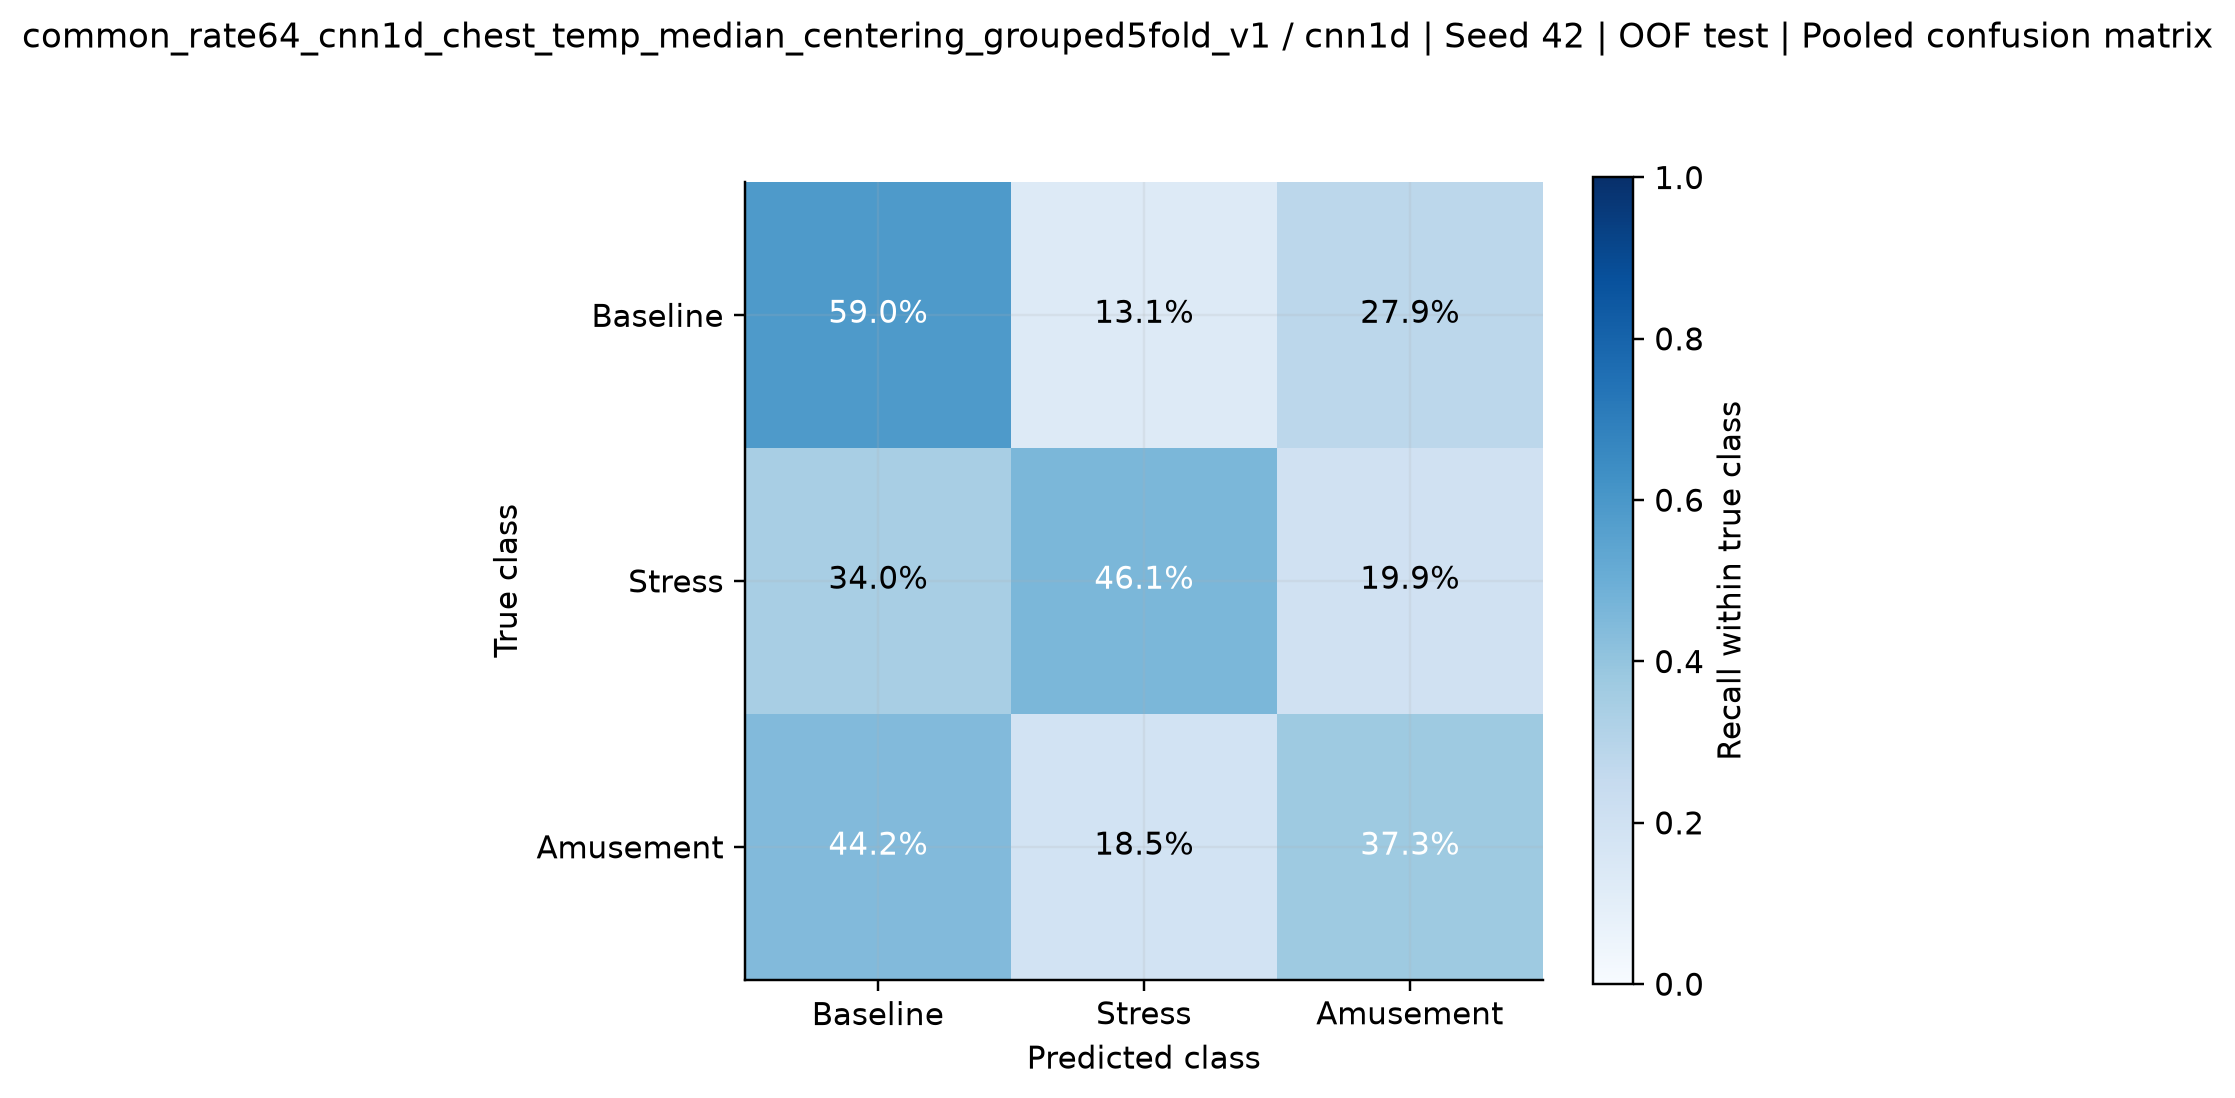 common_rate64_cnn1d_chest_temp_median_centering_grouped5fold_v1 / cnn1d | Seed 42 | OOF test | Pooled confusion matrix
True class
Baseline
59.0%
13.1%
27.9%
Stress
34.0%
46.1%
19.9%
Amusement
44.2%
18.5%
37.3%
Baseline
Stress
Amusement
Predicted class
1.0
0.8
0.6
0.4
0.2
0.0
Recall within true class